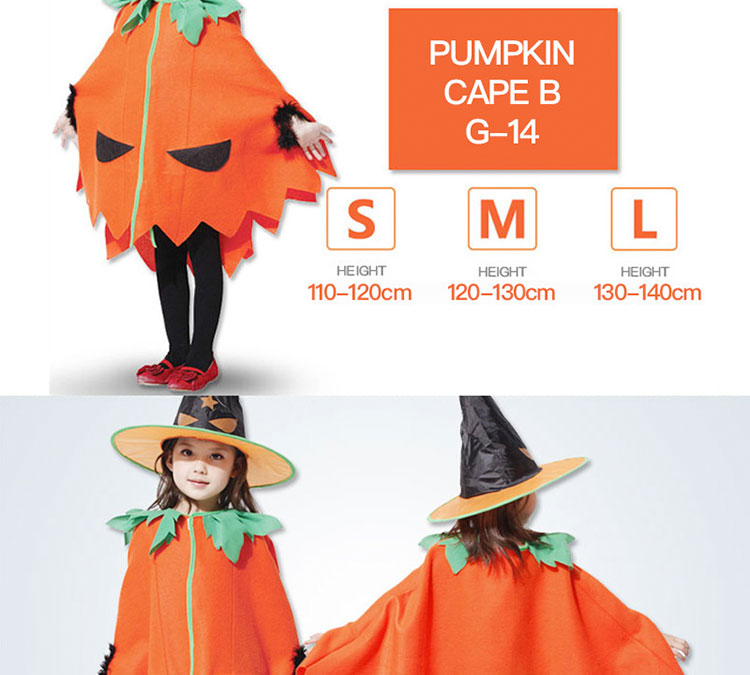 PUMPKIN
CAPE B
G-14
S M L
HEIGHT HEIGHT HEIGHT
110-120cm 120-130cm 130-140cm